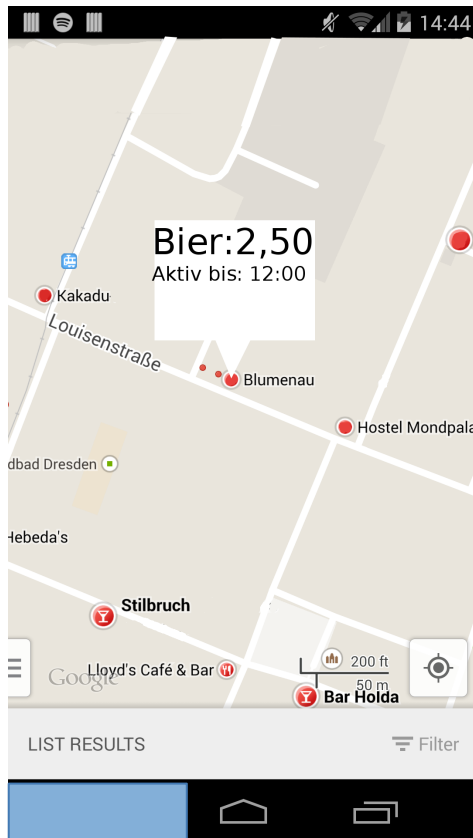 14:44
Bier:2,50
Aktiv bis: 12:00
Kakadu
Louisenstraße
Blumenau
Hostel Mondpala
dbad Dresden
Hebeda's
Stilbruch
Lloyd's Café & Bar
Google
200 ft
50 m
Bar Holda
LIST RESULTS
Filter